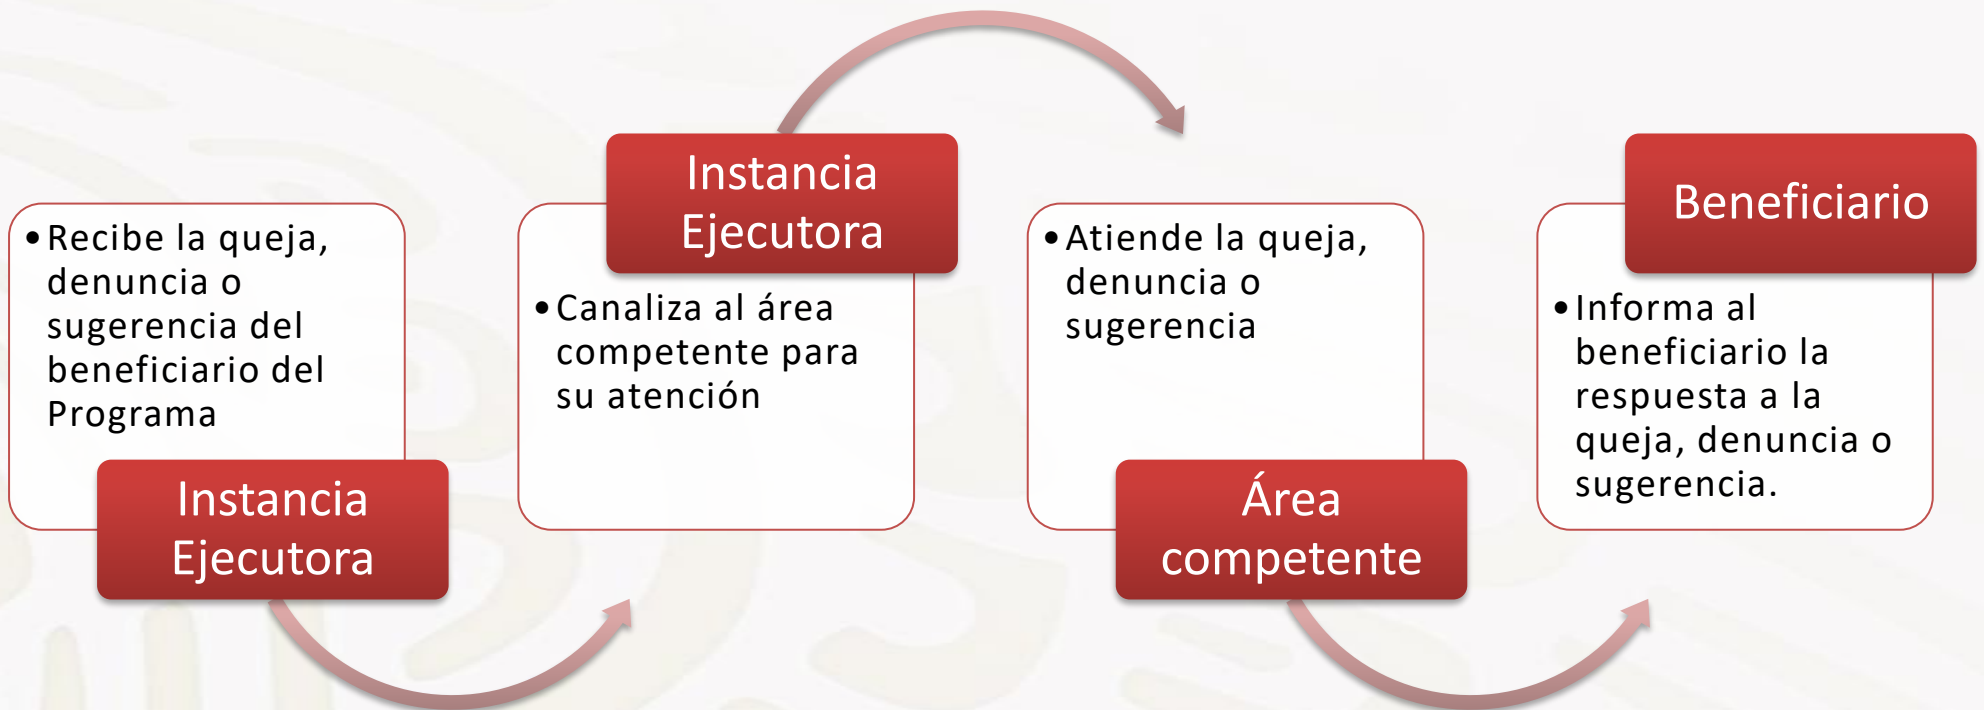 •Recibe la queja,
denuncia o
sugerencia del
beneficiario del
Programa
Instancia
Ejecutora
Instancia
Ejecutora
•Canaliza al área
competente para
su atención
•Atiende la queja,
denuncia o
sugerencia
Área
competente
Beneficiario
•Informa al
beneficiario la
respuesta a la
queja, denuncia o
sugerencia.